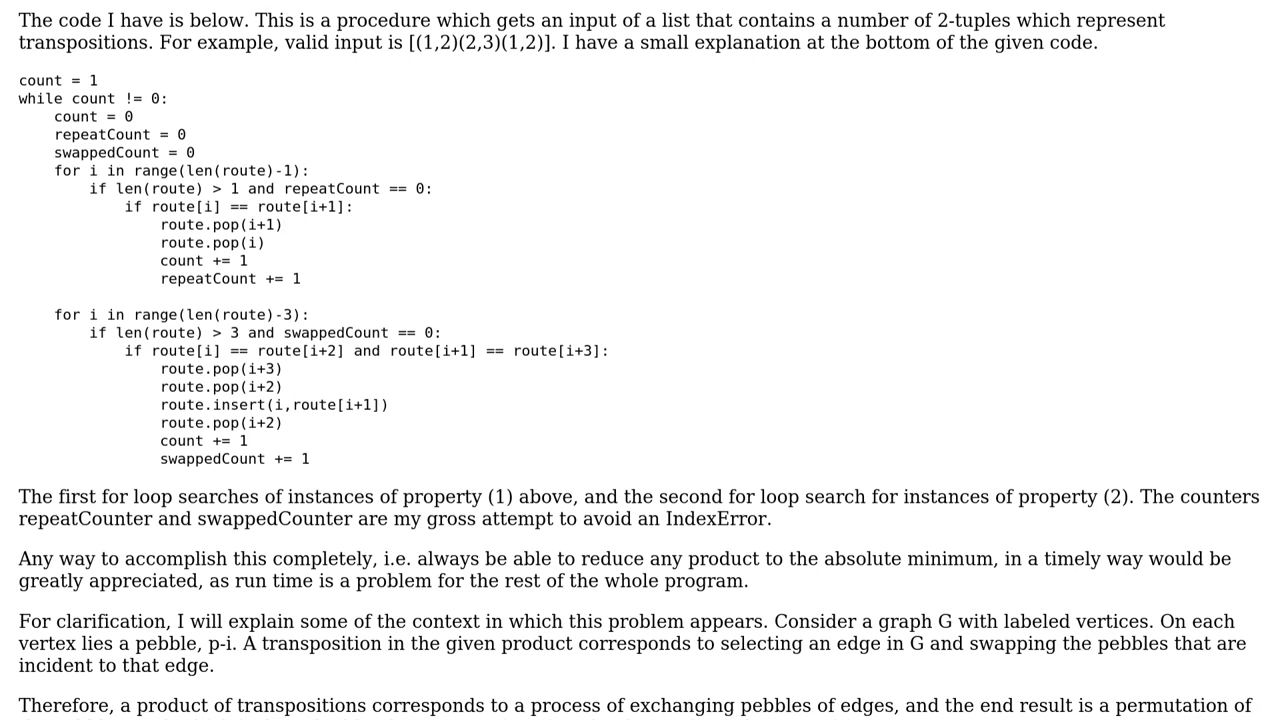 The code I have is below. This is a procedure which gets an input of a list that contains a number of 2-tuples which represent
transpositions. For example, valid input is [(1,2)(2,3)(1,2)]. I have a small explanation at the bottom of the given code.
count = 1
while count != 0:
    count = 0
    repeatCount = 0
    swappedCount = 0
    for i in range(len(route)-1):
        if len(route) > 1 and repeatCount == 0:
            if route[i] == route[i+1]:
                route.pop(i+1)
                route.pop(i)
                count += 1
                repeatCount += 1
    for i in range(len(route)-3):
        if len(route) > 3 and swappedCount == 0:
            if route[i] == route[i+2] and route[i+1] == route[i+3]:
                route.pop(i+3)
                route.pop(i+2)
                route.insert(i,route[i+1])
                route.pop(i+2)
                count += 1
                swappedCount += 1
The first for loop searches of instances of property (1) above, and the second for loop search for instances of property (2). The counters
repeatCounter and swappedCounter are my gross attempt to avoid an IndexError.
Any way to accomplish this completely, i.e. always be able to reduce any product to the absolute minimum, in a timely way would be
greatly appreciated, as run time is a problem for the rest of the whole program.
For clarification, I will explain some of the context in which this problem appears. Consider a graph G with labeled vertices. On each
vertex lies a pebble, p-i. A transposition in the given product corresponds to selecting an edge in G and swapping the pebbles that are
incident to that edge.
Therefore, a product of transpositions corresponds to a process of exchanging pebbles of edges, and the end result is a permutation of